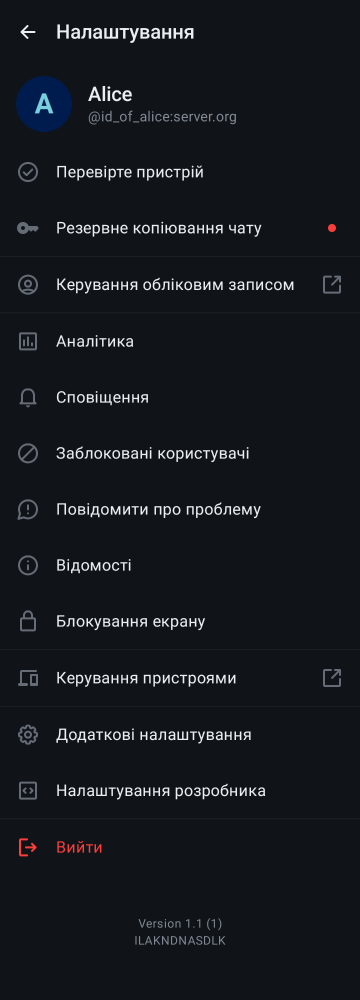 Налаштування
A
Alice
@id_of_alice:server.org
Перевірте пристрій
Резервне копіювання чату
Керування обліковим записом
Аналітика
Сповіщення
Заблоковані користувачі
Повідомити про проблему
Відомості
Блокування екрану
Керування пристроями
Додаткові налаштування
Налаштування розробника
Вийти
Version 1.1 (1)
ILAKNDNASDLK